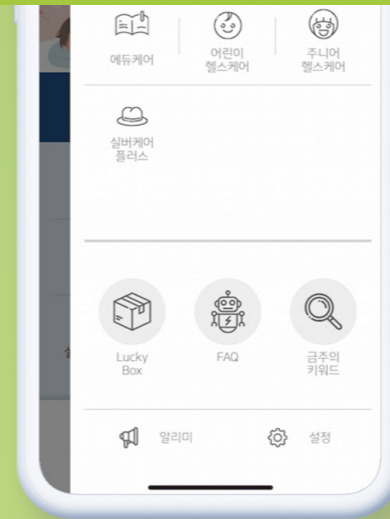 에듀케어
어린이
헬스케어
주니어
헬스케어
실버케어
플러스
Lucky
Box
FAQ
금주의
키워드
알리미
설정